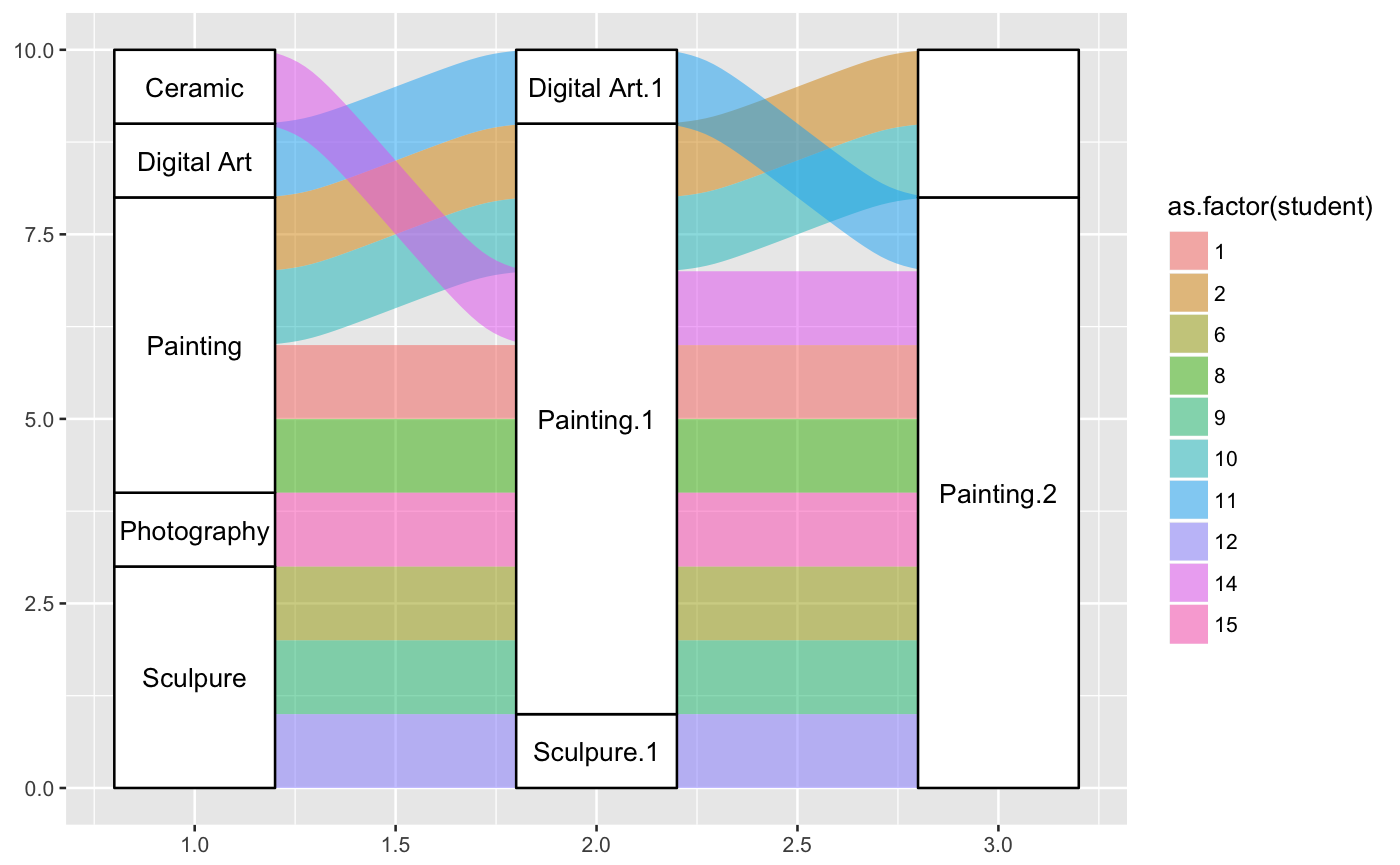 10.0
7.5
5.0
2.5
0.0
Ceramic
Digital Art
Painting
Photography
Sculpure
Digital Art.1
Painting.1
Sculpure.1
Painting.2
1.0 1.5 2.0 2.5 3.0
as.factor(student)
1
2
6
8
9
10
11
12
14
15